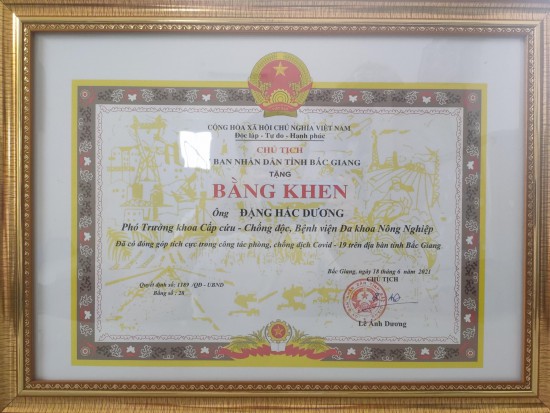 CỘNG HÒA XÃ HỘI CHỦ NGHĨA VIỆT NAM
Độc lập - Tự do - Hạnh phúc
CHỦ TỊCH
BAN NHÂN DÂN TỈNH BẮC GIANG
TẶNG
BẰNG KHEN
Ông ĐẶNG HẮC DƯƠNG
Phó Trưởng khoa Cấp cứu - Chống độc, Bệnh viện Đa khoa Nông Nghiệp
Đã có đóng góp tích cực trong công tác phòng, chống dịch Covid - 19 trên địa bàn tỉnh Bắc Giang
Bắc Giang, ngày 18 tháng 6 năm 2021
Quyết định số: 1189 /QĐ - UBND
CHỦ TỊCH
Bằng số: 28
Lê Ánh Dương